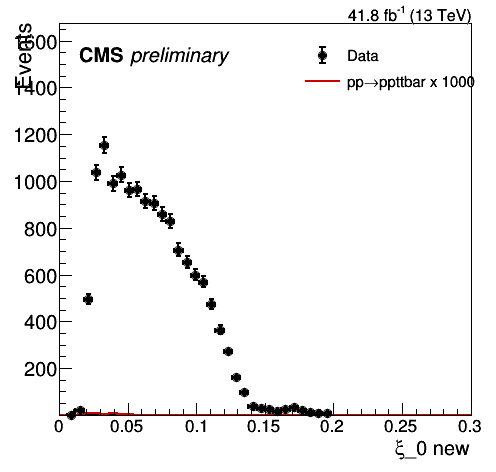 41.8 fb⁻¹ (13 TeV)
Events
CMS preliminary
Data
pp→ppttbar x 1000
1600
1400
1200
1000
800
600
400
200
0 0.05 0.1 0.15 0.2 0.25 0.3
ξ_0 new